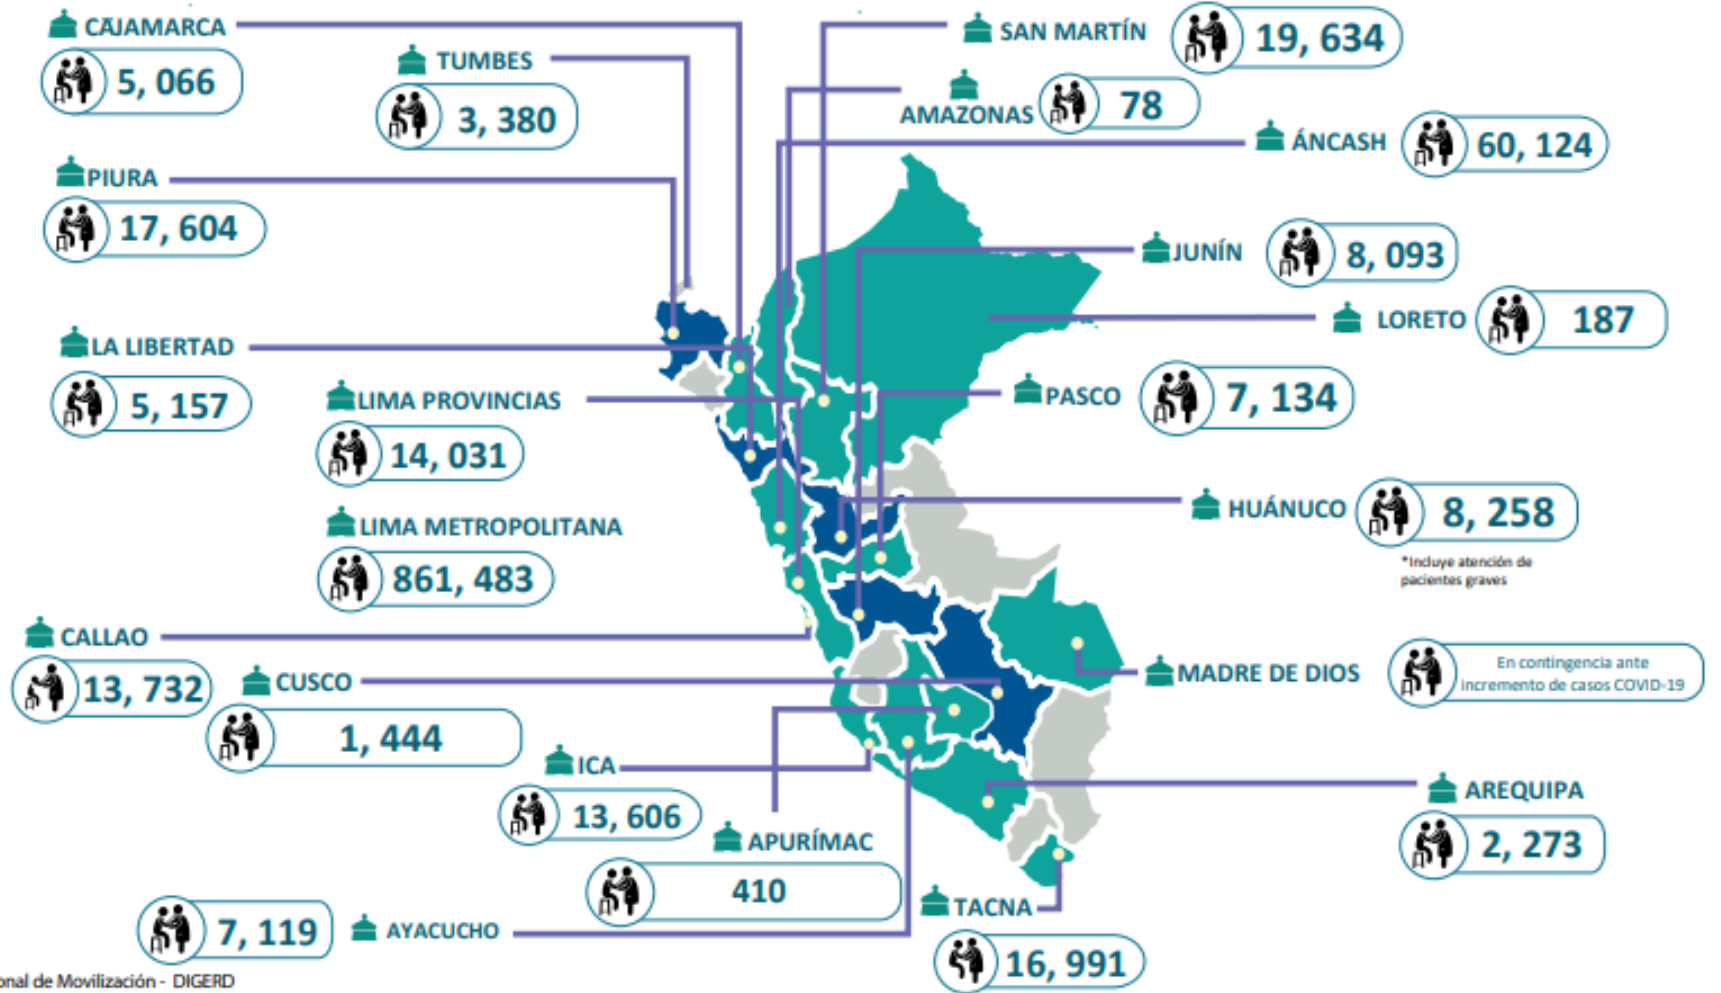 CAJAMARCA
5, 066
TUMBES
3, 380
SAN MARTÍN
19, 634
AMAZONAS
78
ÁNCASH
60, 124
PIURA
17, 604
JUNÍN
8, 093
LORETO
187
LA LIBERTAD
5, 157
LIMA PROVINCIAS
14, 031
PASCO
7, 134
LIMA METROPOLITANA
861, 483
HUÁNUCO
8, 258
*Incluye atención de
pacientes graves
CALLAO
13, 732
CUSCO
1, 444
MADRE DE DIOS
En contingencia ante
incremento de casos COVID-19
ICA
13, 606
APURÍMAC
410
AREQUIPA
2, 273
TACNA
16, 991
7, 119
AYACUCHO
onal de Movilización - DIGERD